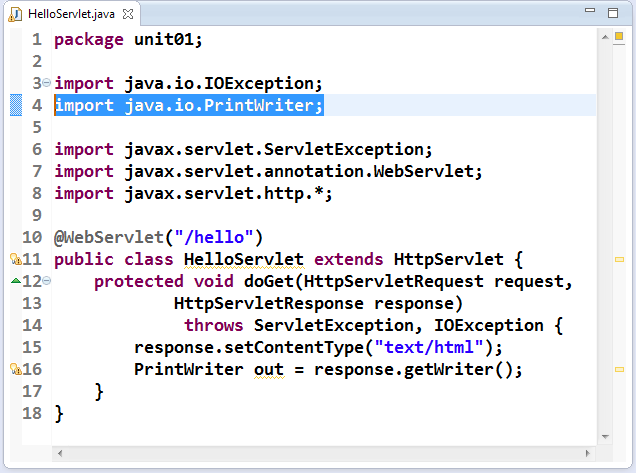 HelloServlet.java
1 package unit01;
2
3 import java.io.IOException;
4 import java.io.PrintWriter;
5
6 import javax.servlet.ServletException;
7 import javax.servlet.annotation.WebServlet;
8 import javax.servlet.http.*;
9
10 @WebServlet("/hello")
11 public class HelloServlet extends HttpServlet {
12     protected void doGet(HttpServletRequest request,
13             HttpServletResponse response)
14              throws ServletException, IOException {
15         response.setContentType("text/html");
16         PrintWriter out = response.getWriter();
17     }
18 }